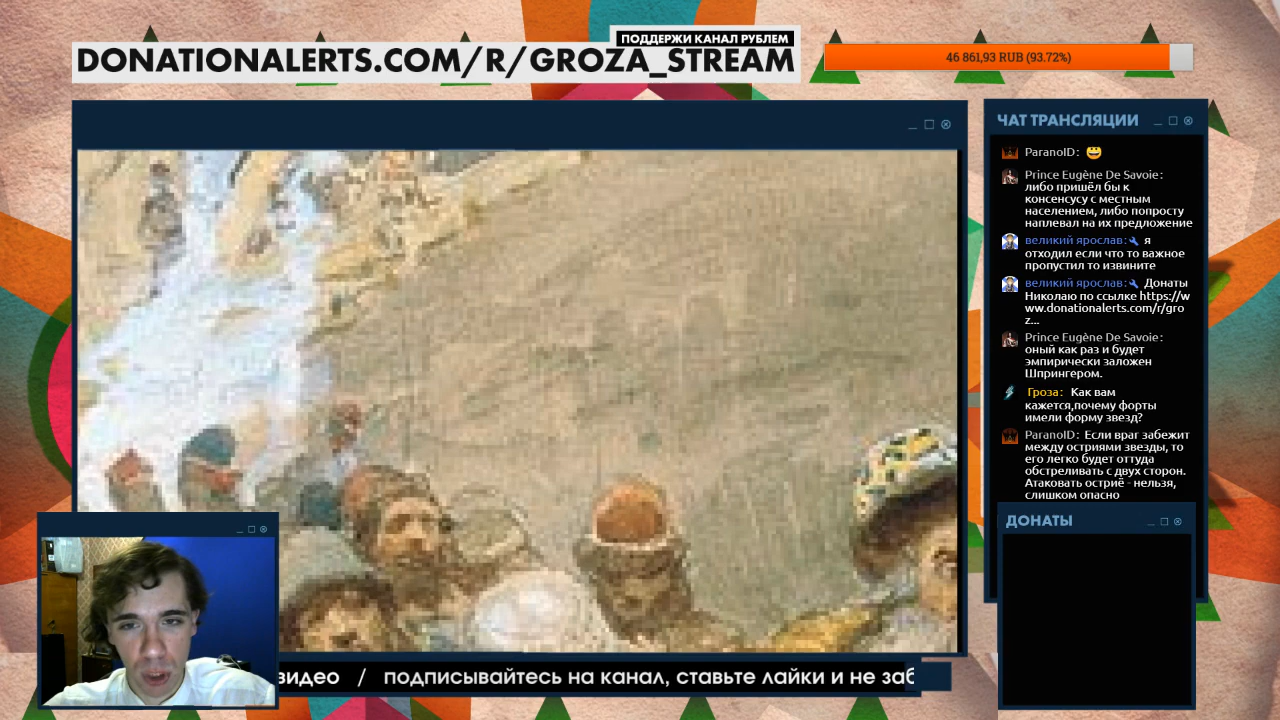 ПОДДЕРЖИ КАНАЛ РУБЛЕМ
DONATIONALERTS.COM/R/GROZA_STREAM
46 861,93 RUB (93.72%)
ЧАТ ТРАНСЛЯЦИИ
ParanoID:
Prince Eugène De Savoie:
либо пришёл бы к
консенсусу с местным
населением, либо попросту
наплевал на их предложение
великий ярослав: я
отходил если что то важное
пропустил то извините
великий ярослав: Донаты
Николаю по ссылке https://w
ww.donationalerts.com/r/gro
z...
Prince Eugène De Savoie:
оный как раз и будет
эмпирически заложен
Шпрингером.
Гроза: Как вам
кажется,почему форты
имели форму звезд?
ParanoID: Если враг забежит
между остриями звезды, то
его легко будет оттуда
обстреливать с двух сторон.
Атаковать остриё - нельзя,
слишком опасно
ДОНАТЫ
видео / подписывайтесь на канал, ставьте лайки и не заб